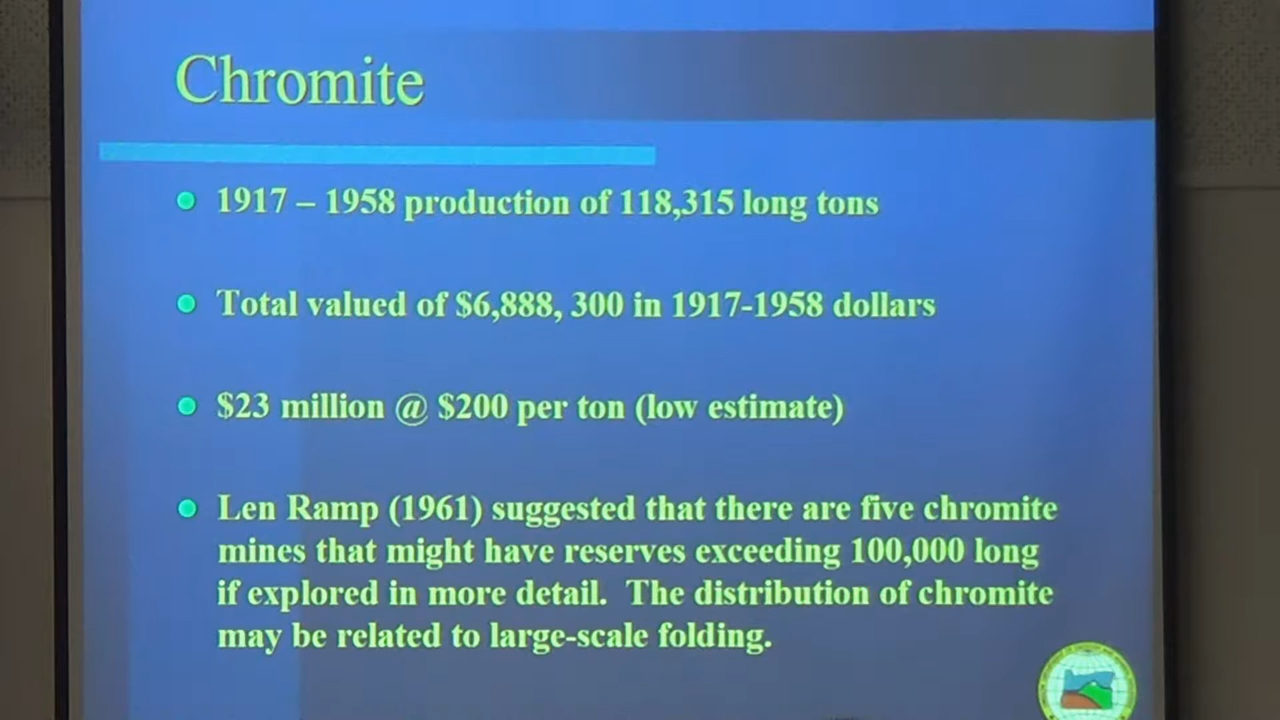 Chromite
1917 – 1958 production of 118,315 long tons
Total valued of $6,888, 300 in 1917-1958 dollars
$23 million @ $200 per ton (low estimate)
Len Ramp (1961) suggested that there are five chromite
mines that might have reserves exceeding 100,000 long
if explored in more detail.  The distribution of chromite
may be related to large-scale folding.